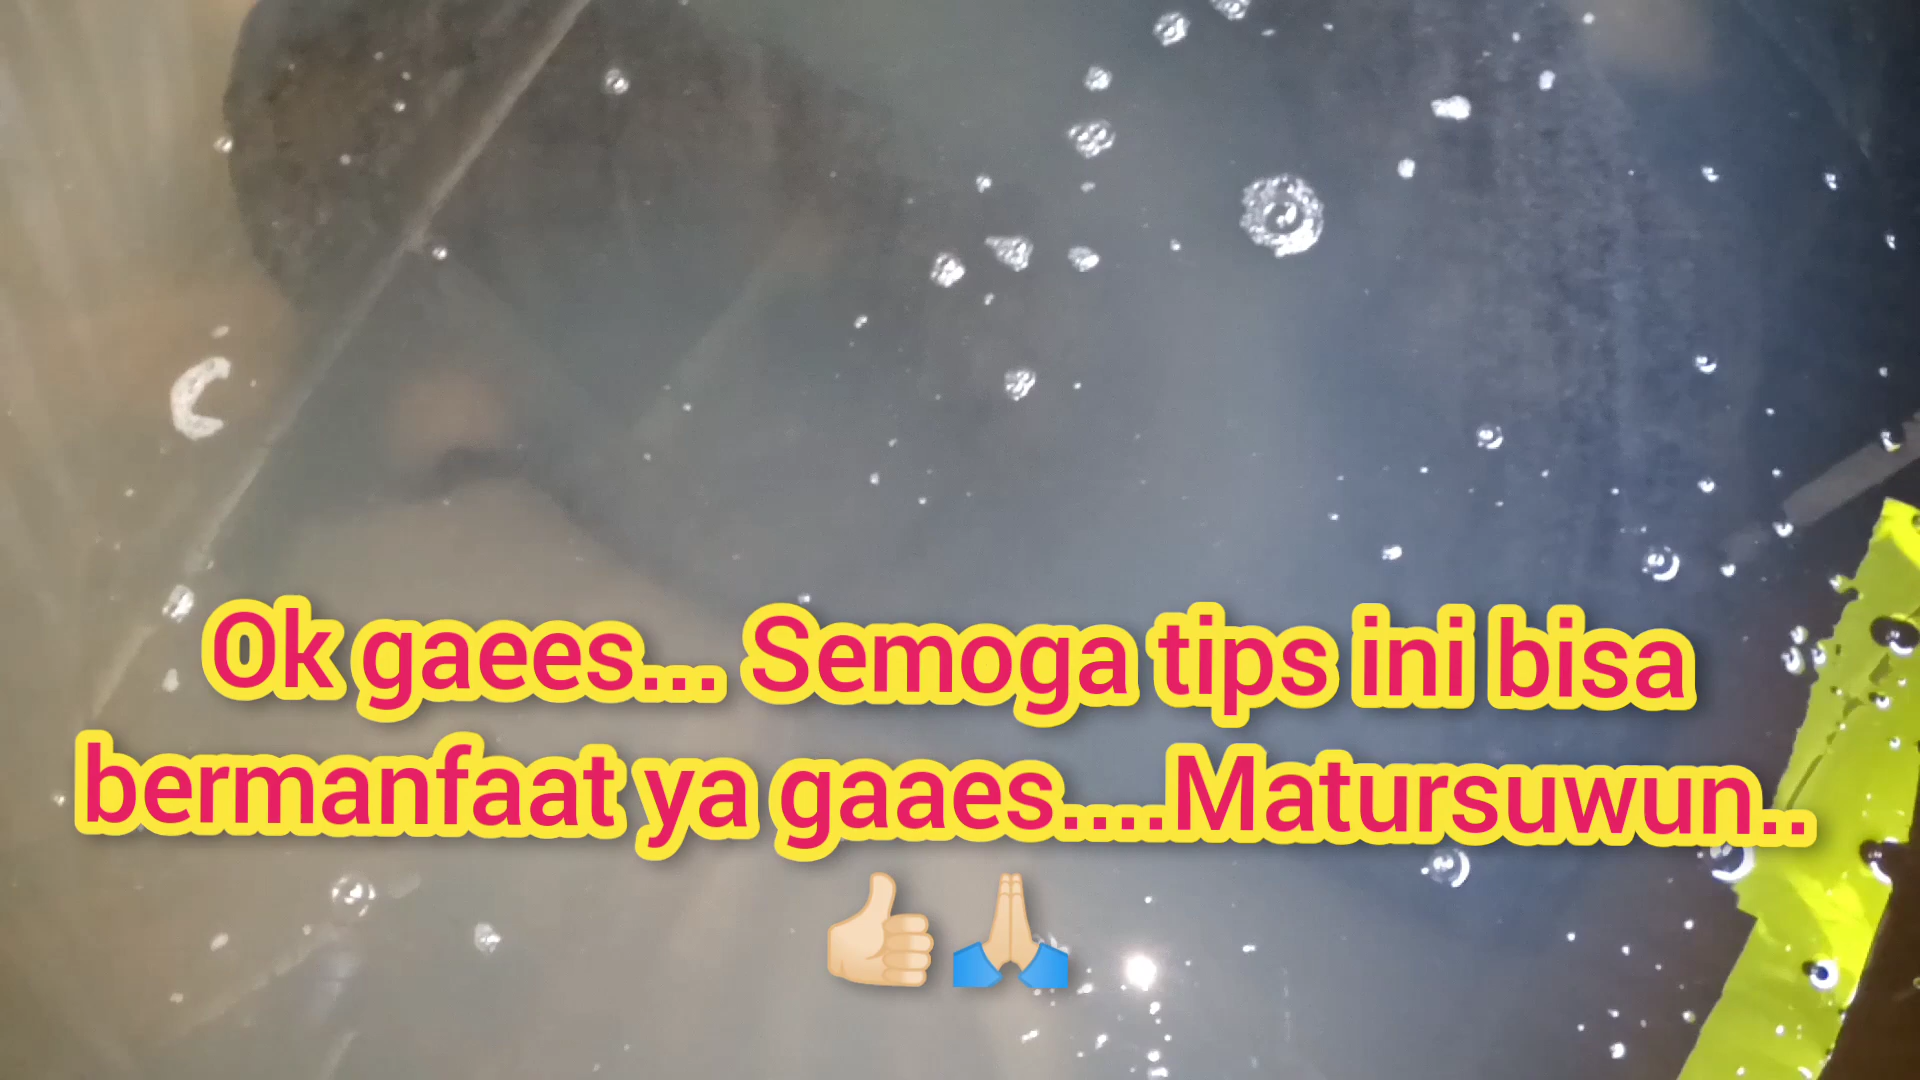 Ok gaees... Semoga tips ini bisa
bermanfaat ya gaaes....Matursuwun..
👍🏻🙏🏻